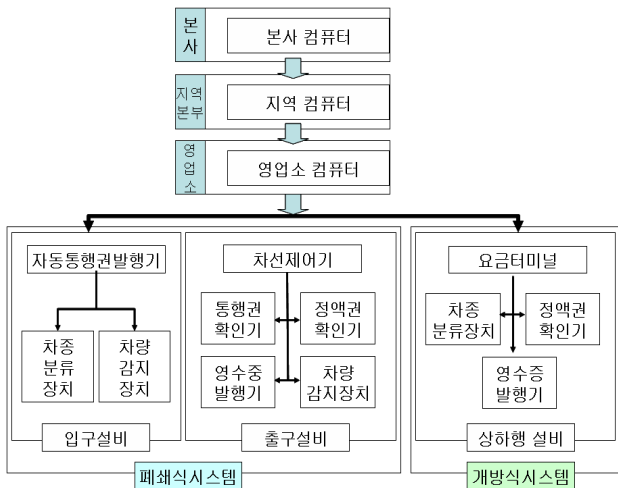 본
사
본사 컴퓨터
지역
본부
지역 컴퓨터
영
업
소
영업소 컴퓨터
자동통행권발행기
차종
분류
장치
차량
감지
장치
입구설비
차선제어기
통행권
확인기
정액권
확인기
영수중
발행기
차량
감지장치
출구설비
폐쇄식시스템
요금터미널
차종
분류장치
정액권
확인기
영수증
발행기
상하행 설비
개방식시스템